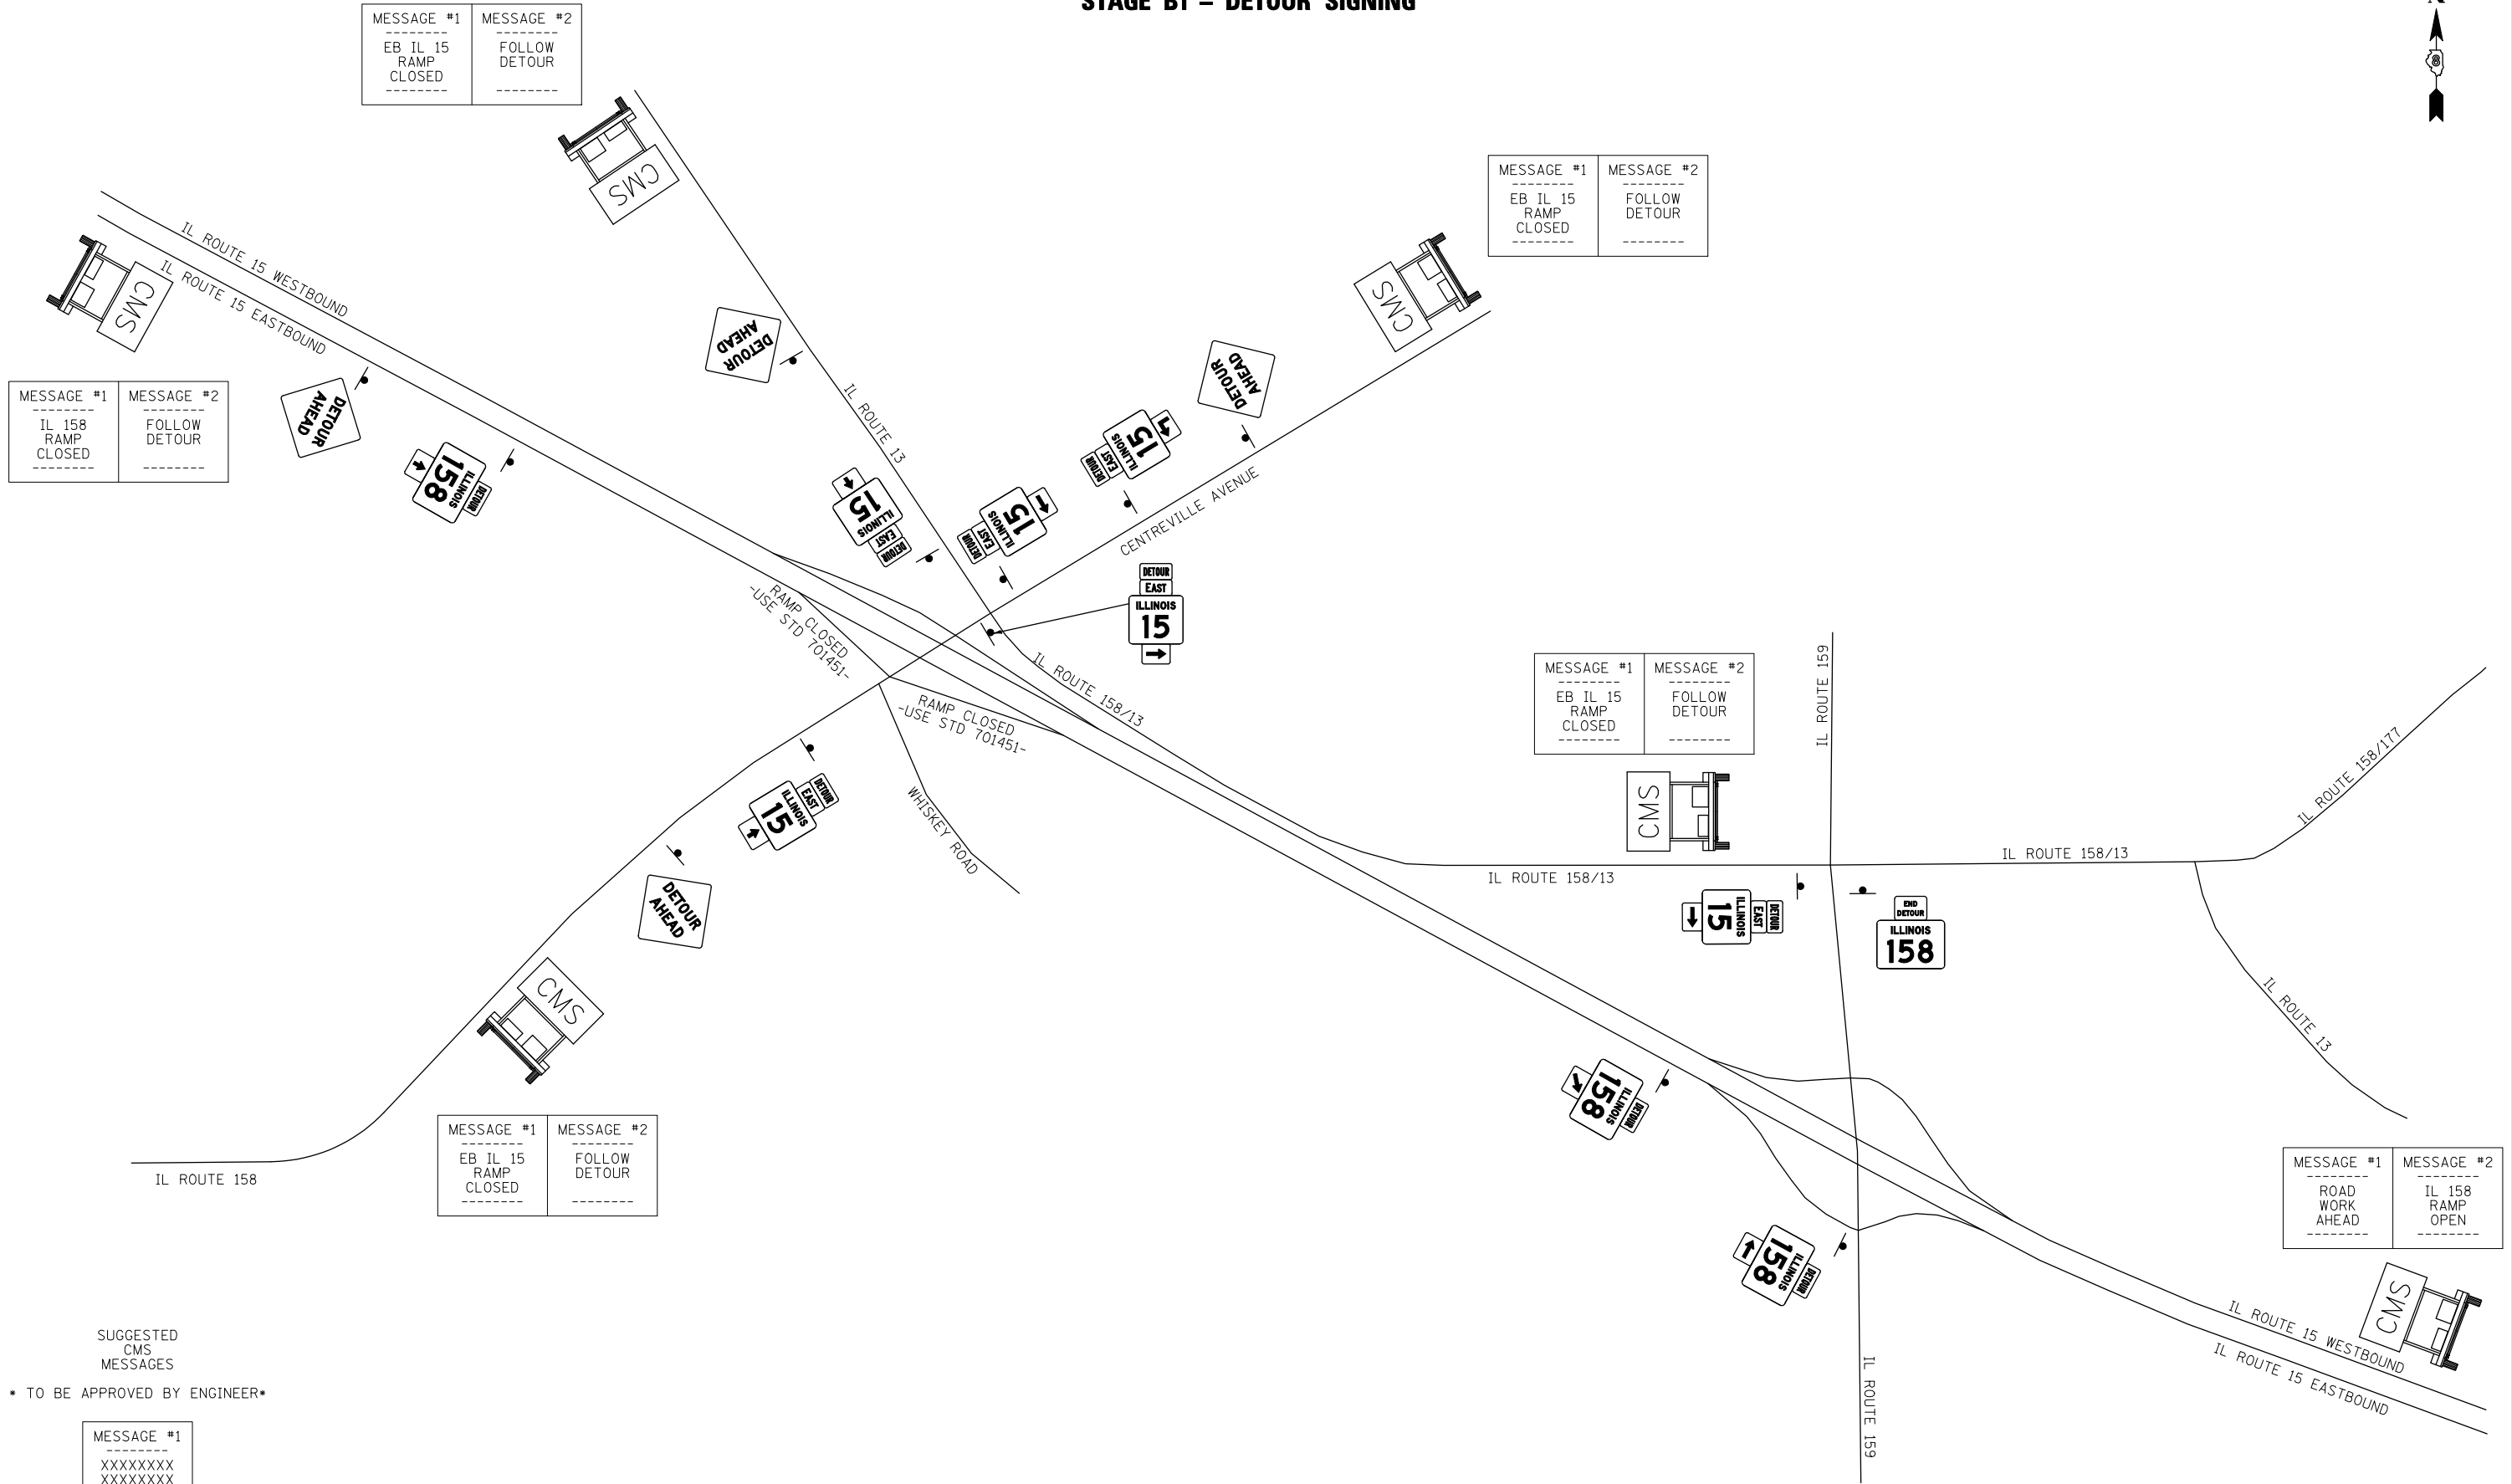 STAGE B1 – DETOUR SIGNING
N
8
MESSAGE #1
--------
EB IL 15
RAMP
CLOSED
--------
MESSAGE #2
--------
FOLLOW
DETOUR
--------
CMS
MESSAGE #1
--------
EB IL 15
RAMP
CLOSED
--------
MESSAGE #2
--------
FOLLOW
DETOUR
--------
CMS
IL ROUTE 15 WESTBOUND
IL ROUTE 15 EASTBOUND
CMS
MESSAGE #1
--------
IL 158
RAMP
CLOSED
--------
MESSAGE #2
--------
FOLLOW
DETOUR
--------
DETOUR
AHEAD
DETOUR
ILLINOIS
158
DETOUR
AHEAD
IL ROUTE 13
DETOUR
EAST
ILLINOIS
15
DETOUR
AHEAD
DETOUR
EAST
ILLINOIS
15
DETOUR
EAST
ILLINOIS
15
CENTREVILLE AVENUE
DETOUR
EAST
ILLINOIS
15
RAMP CLOSED
-USE STD 701451-
RAMP CLOSED
-USE STD 701451-
IL ROUTE 158/13
WHISKEY ROAD
DETOUR
EAST
ILLINOIS
15
DETOUR
AHEAD
CMS
MESSAGE #1
--------
EB IL 15
RAMP
CLOSED
--------
MESSAGE #2
--------
FOLLOW
DETOUR
--------
IL ROUTE 158
MESSAGE #1
--------
EB IL 15
RAMP
CLOSED
--------
MESSAGE #2
--------
FOLLOW
DETOUR
--------
CMS
IL ROUTE 159
IL ROUTE 158/177
IL ROUTE 158/13
IL ROUTE 158/13
DETOUR
EAST
ILLINOIS
15
END
DETOUR
ILLINOIS
158
IL ROUTE 13
DETOUR
ILLINOIS
158
DETOUR
ILLINOIS
158
MESSAGE #1
--------
ROAD
WORK
AHEAD
--------
MESSAGE #2
--------
IL 158
RAMP
OPEN
--------
CMS
IL ROUTE 15 WESTBOUND
IL ROUTE 15 EASTBOUND
IL ROUTE 159
SUGGESTED
CMS
MESSAGES
* TO BE APPROVED BY ENGINEER*
MESSAGE #1
--------
XXXXXXXX
XXXXXXXX